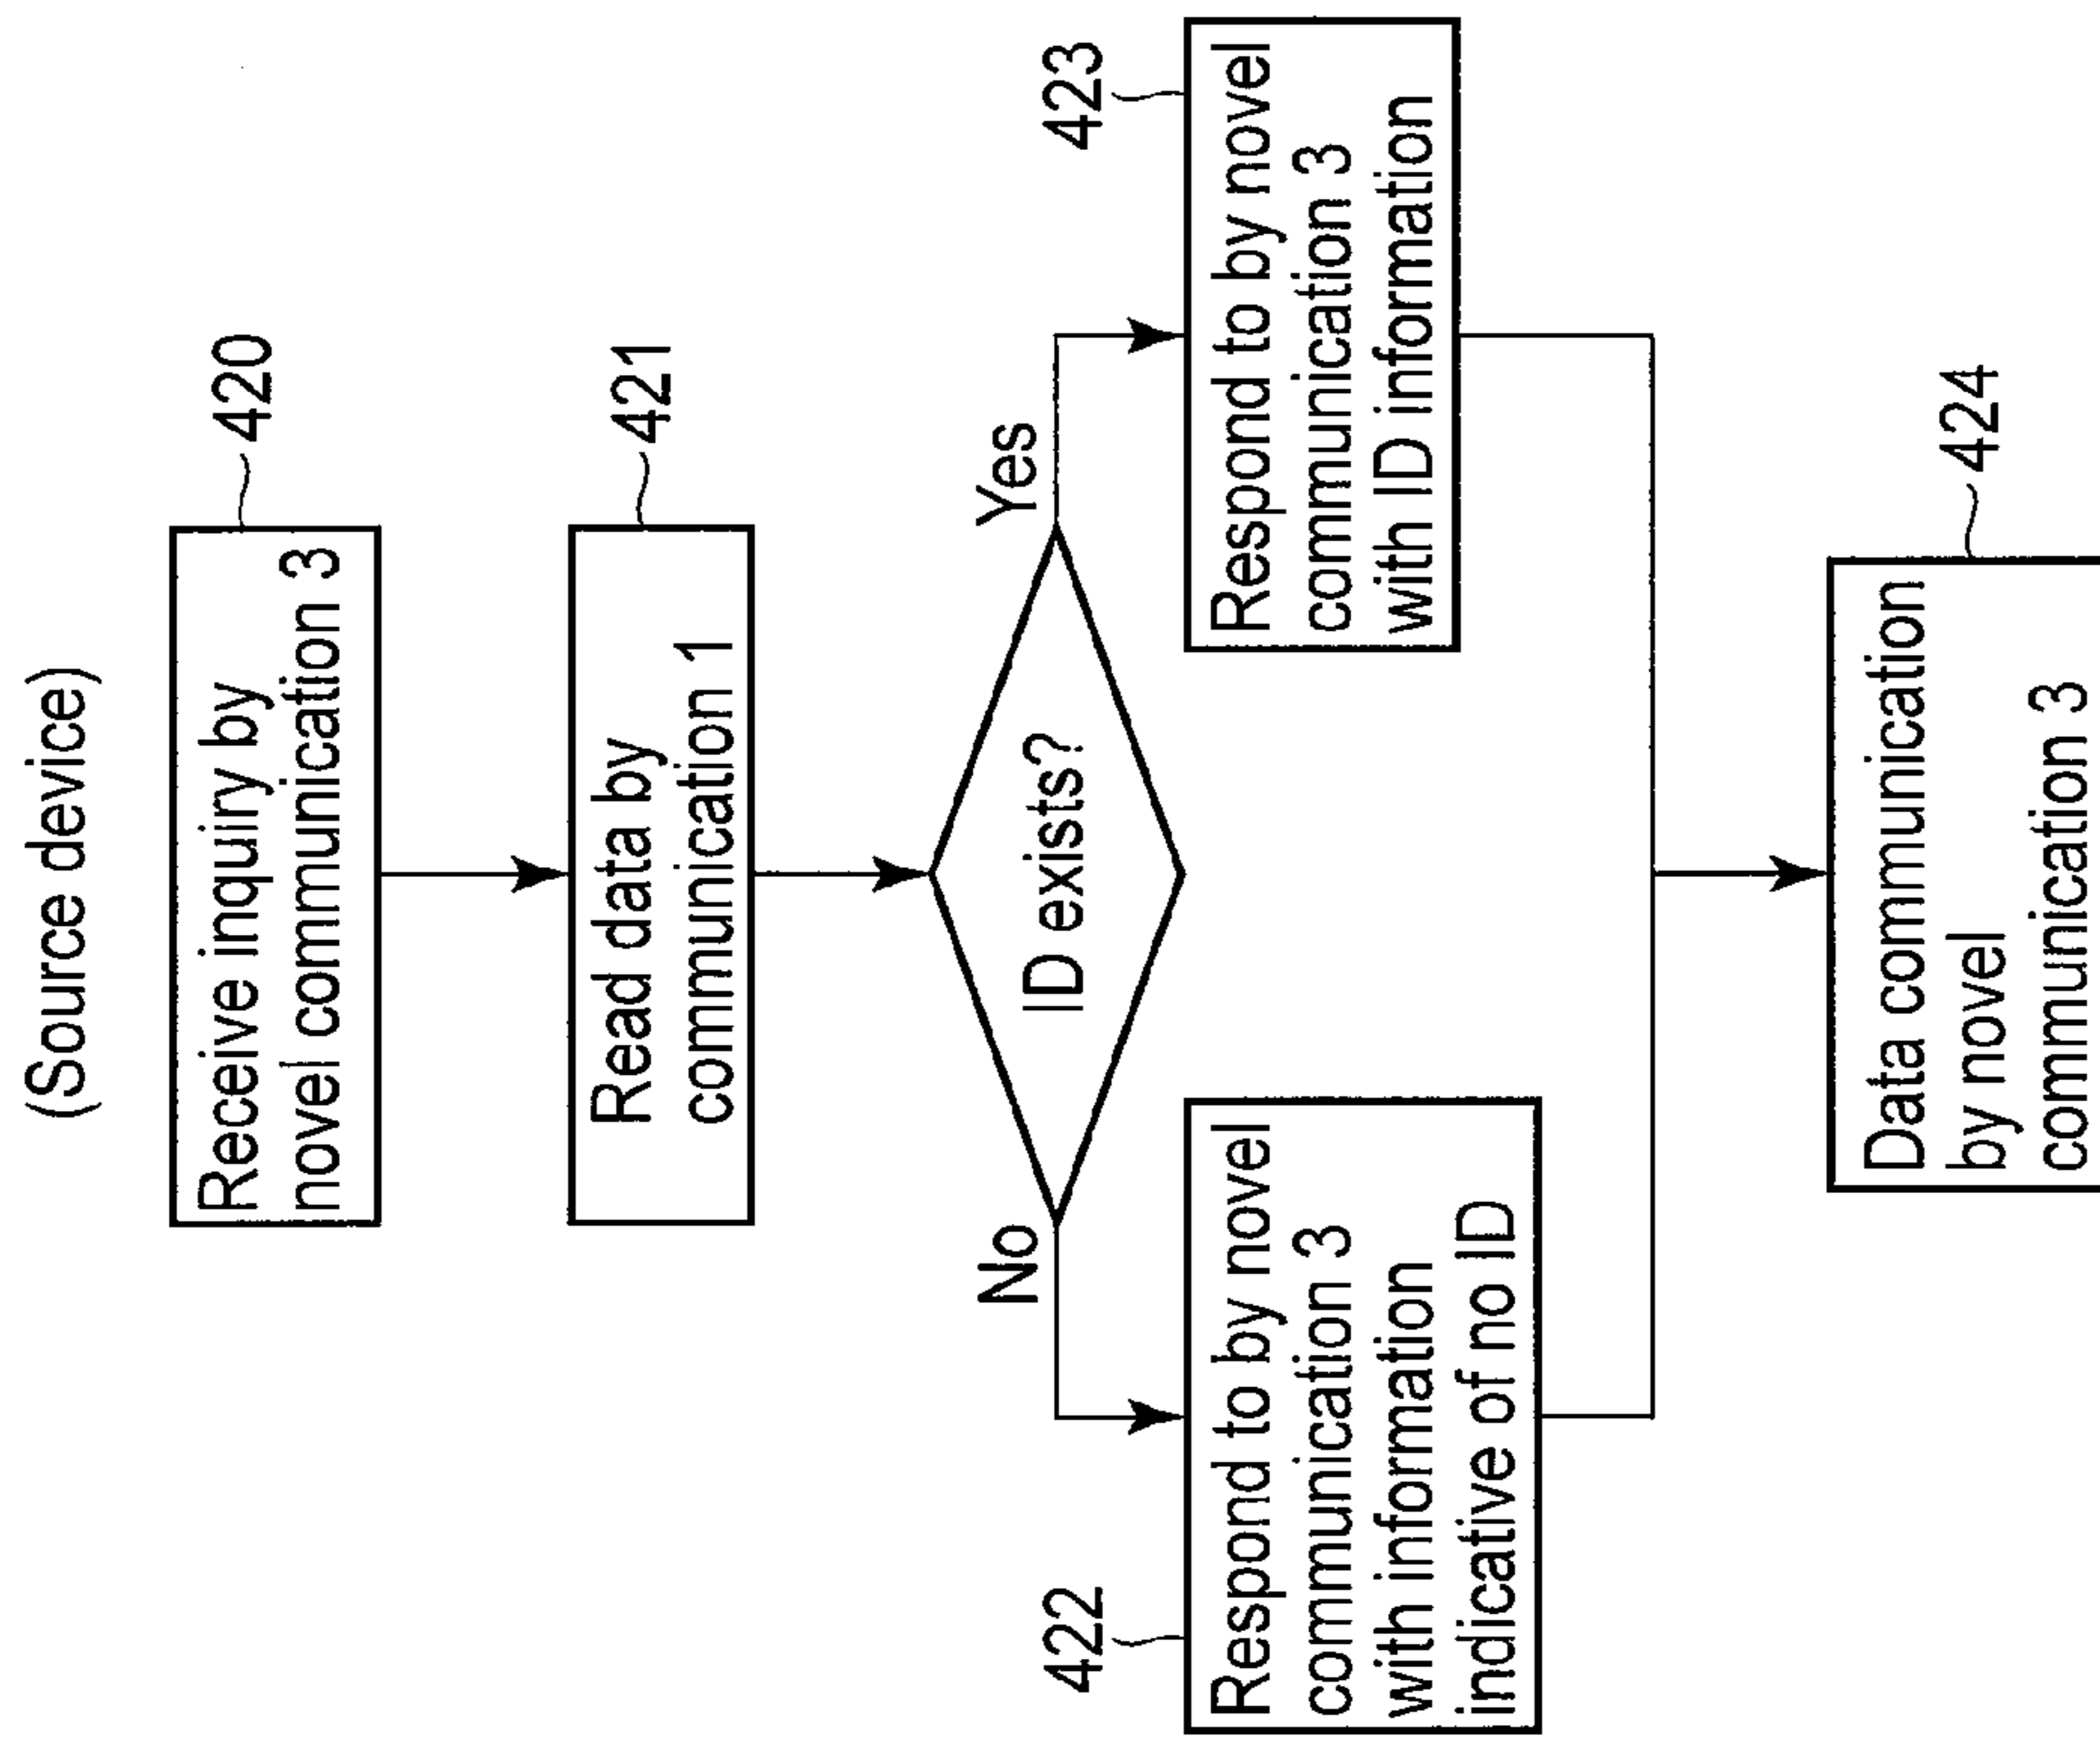 (Source device)
420
Receive inquiry by
novel communication 3
421
Read data by
communication 1
ID exists?
No
Yes
422
Respond to by novel
communication 3
with information
indicative of no ID
423
Respond to by novel
communication 3
with ID information
424
Data communication
by novel
communication 3